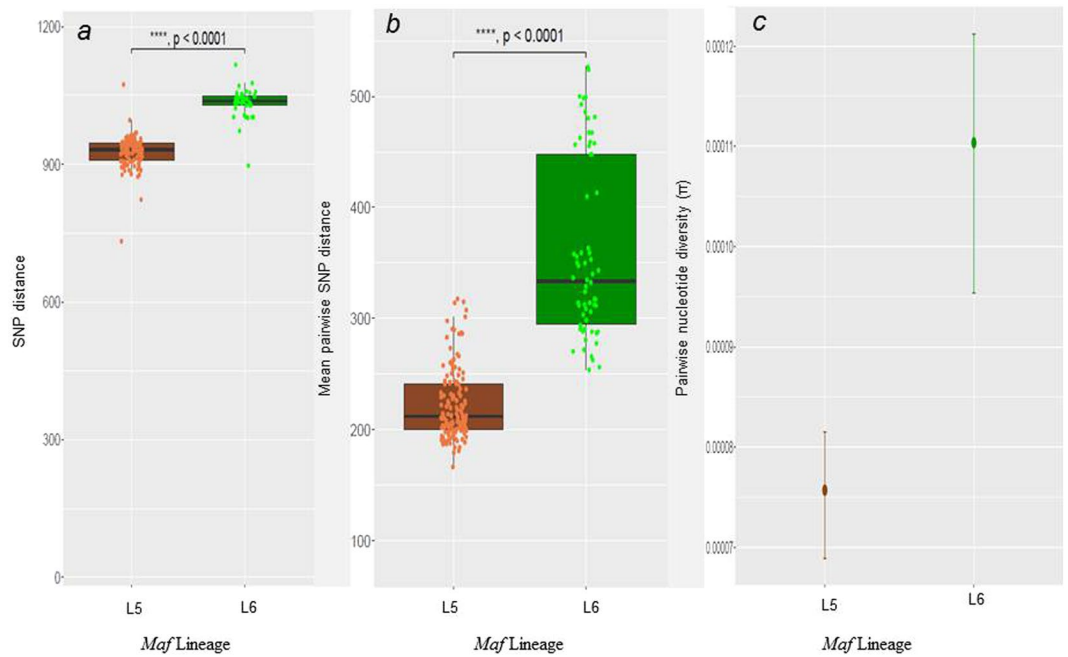 a
****, p < 0.0001
1200
900
600
300
0
SNP distance
L5
L6
Maf Lineage
b
****, p < 0.0001
500
400
300
200
100
Mean pairwise SNP distance
L5
L6
Maf Lineage
c
0.00012
0.00011
0.00010
0.00009
0.00008
0.00007
Pairwise nucleotide diversity (π)
L5
L6
Maf Lineage